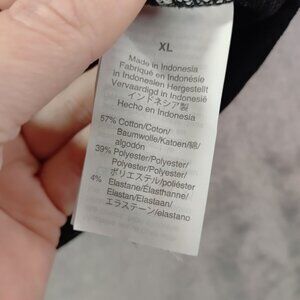 XL
Made in Indonesia
Fabriqué en Indonésie
In Indonesien Hergestellt
Vervaardigd in Indonesië
インドネシア製
Hecho en Indonesia
57% Cotton/Coton/
Baumwolle/Katoen/綿/
algodón
39% Polyester/Polyester/
Polyester/Polyester/
ポリエステル/poliéster
4% Elastane/Élasthanne/
Elastan/Elastaan/
エラステーン/elastano